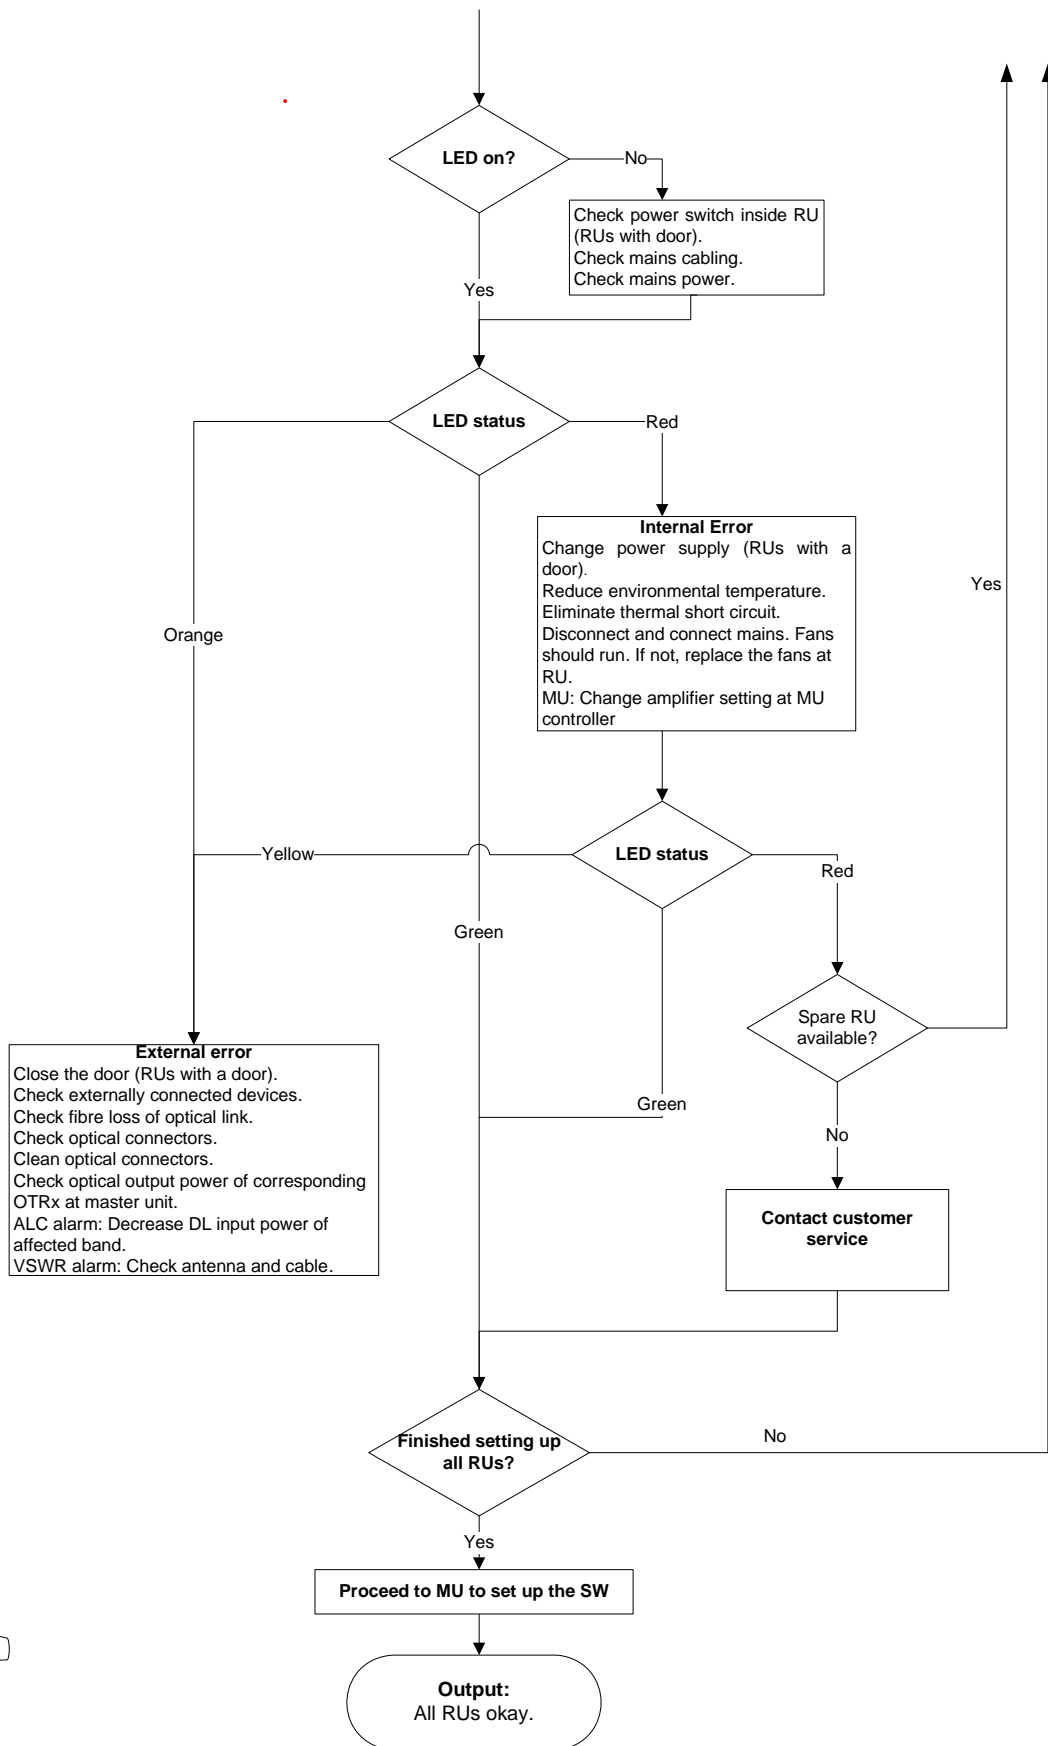 LED on?
No
Check power switch inside RU
(RUs with door).
Check mains cabling.
Check mains power.
Yes
LED status
Red
Internal Error
Change power supply (RUs with a
door).
Reduce environmental temperature.
Eliminate thermal short circuit.
Disconnect and connect mains. Fans
should run. If not, replace the fans at
RU.
MU: Change amplifier setting at MU
controller
Yes
Orange
Yellow
LED status
Red
Green
Spare RU
available?
External error
Close the door (RUs with a door).
Check externally connected devices.
Check fibre loss of optical link.
Check optical connectors.
Clean optical connectors.
Check optical output power of corresponding
OTRx at master unit.
ALC alarm: Decrease DL input power of
affected band.
VSWR alarm: Check antenna and cable.
Green
No
Contact customer
service
Finished setting up
all RUs?
No
Yes
Proceed to MU to set up the SW
Output:
All RUs okay.